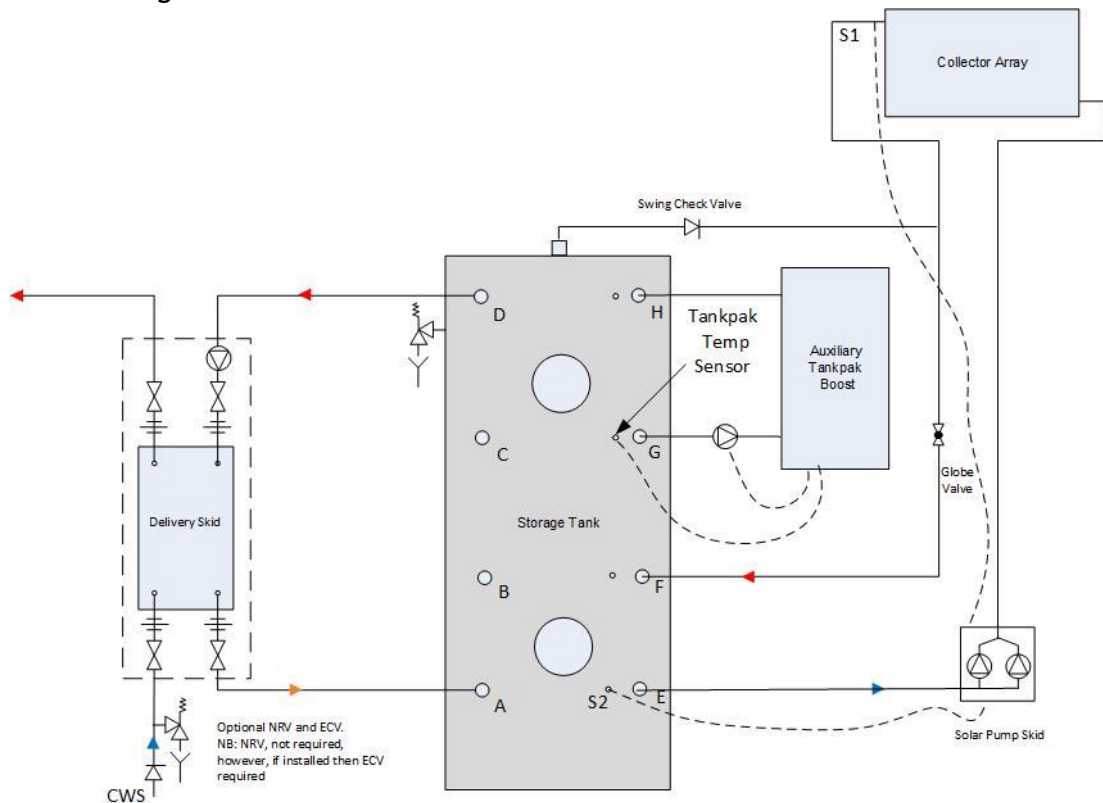 S1
Collector Array
Swing Check Valve
D
H
Tankpak
Temp
Sensor
Auxiliary
Tankpak
Boost
C
G
Globe
Valve
Delivery Skid
Storage Tank
B
F
A
S2
E
Optional NRV and ECV.
NB: NRV, not required,
however, if installed then ECV
required
Solar Pump Skid
CWS